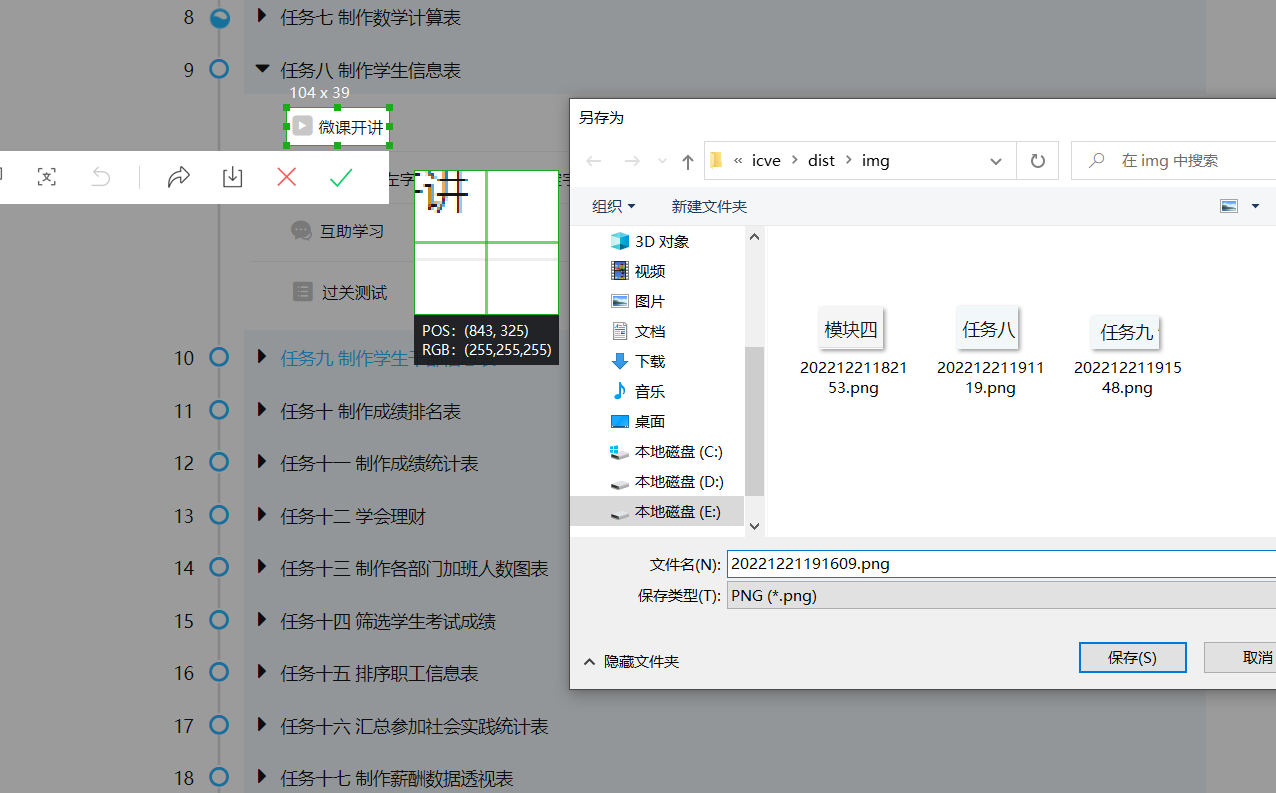 8 任务七 制作数学计算表
9 任务八 制作学生信息表
104 x 39
微课开讲
左字
字
互助学习
过关测试
讲
POS: (843, 325)
RGB: (255,255,255)
10 任务九 制作学生
11 任务十 制作成绩排名表
12 任务十一 制作成绩统计表
13 任务十二 学会理财
14 任务十三 制作各部门加班人数图表
15 任务十四 筛选学生考试成绩
16 任务十五 排序职工信息表
17 任务十六 汇总参加社会实践统计表
18 任务十七 制作薪酬数据透视表
另存为
« icve > dist > img
在 img 中搜索
组织
新建文件夹
3D 对象
视频
图片
文档
下载
音乐
桌面
本地磁盘 (C:)
本地磁盘 (D:)
本地磁盘 (E:)
模块四
202212211821
53.png
任务八
202212211911
19.png
任务九
202212211915
48.png
文件名(N): 20221221191609.png
保存类型(T): PNG (*.png)
隐藏文件夹
保存(S)
取消